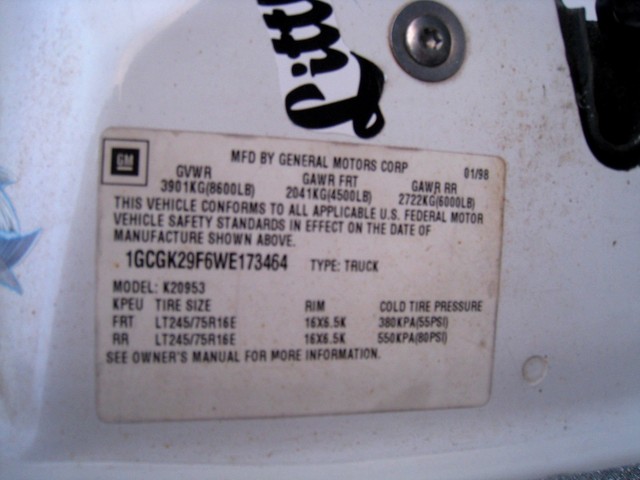 Litt
GM
MFD BY GENERAL MOTORS CORP 01/98
GVWR GAWR FRT GAWR RR
3901KG(8600LB) 2041KG(4500LB) 2722KG(6000LB)
THIS VEHICLE CONFORMS TO ALL APPLICABLE U.S. FEDERAL MOTOR
VEHICLE SAFETY STANDARDS IN EFFECT ON THE DATE OF
MANUFACTURE SHOWN ABOVE.
1GCGK29F6WE173464 TYPE: TRUCK
MODEL: K20953
KPEU TIRE SIZE RIM COLD TIRE PRESSURE
FRT LT245/75R16E 16X6.5K 380KPA(55PSI)
RR LT245/75R16E 16X6.5K 550KPA(80PSI)
SEE OWNER'S MANUAL FOR MORE INFORMATION.